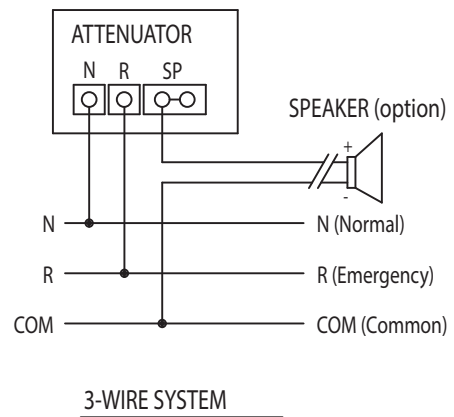 ATTENUATOR
N R SP
SPEAKER (option)
+
-
N N (Normal)
R R (Emergency)
COM COM (Common)
3-WIRE SYSTEM